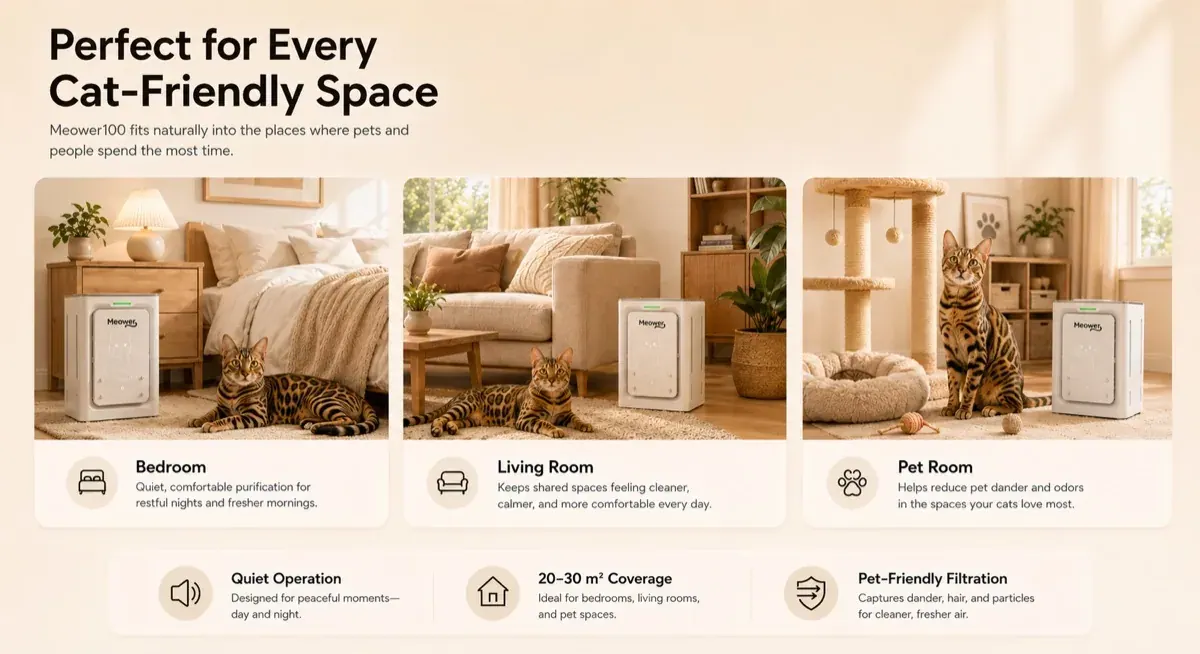 Perfect for Every
Cat-Friendly Space
Meower100 fits naturally into the places where pets and
people spend the most time.
Meower
Meower
Meower
Bedroom
Quiet, comfortable purification for
restful nights and fresher mornings.
Living Room
Keeps shared spaces feeling cleaner,
calmer, and more comfortable every day.
Pet Room
Helps reduce pet dander and odors
in the spaces your cats love most.
Quiet Operation
Designed for peaceful moments—
day and night.
20–30 m² Coverage
Ideal for bedrooms, living rooms,
and pet spaces.
Pet-Friendly Filtration
Captures dander, hair, and particles
for cleaner, fresher air.